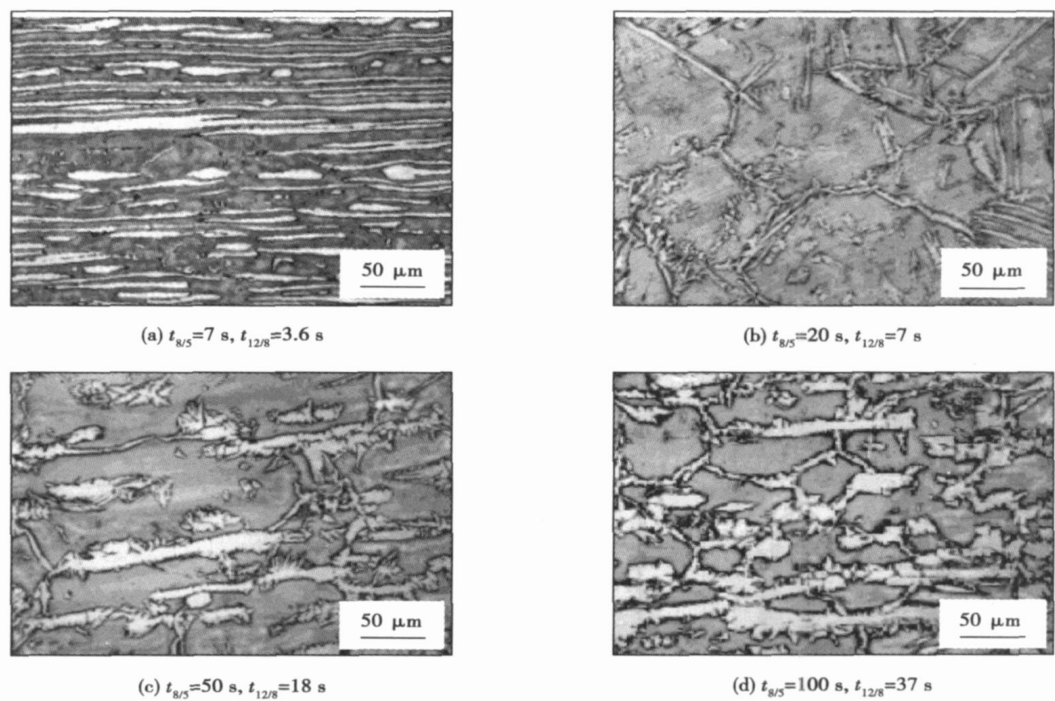 50 μm
50 μm
(a) t8/5=7 s, t12/8=3.6 s
(b) t8/5=20 s, t12/8=7 s
50 μm
50 μm
(c) t8/5=50 s, t12/8=18 s
(d) t8/5=100 s, t12/8=37 s